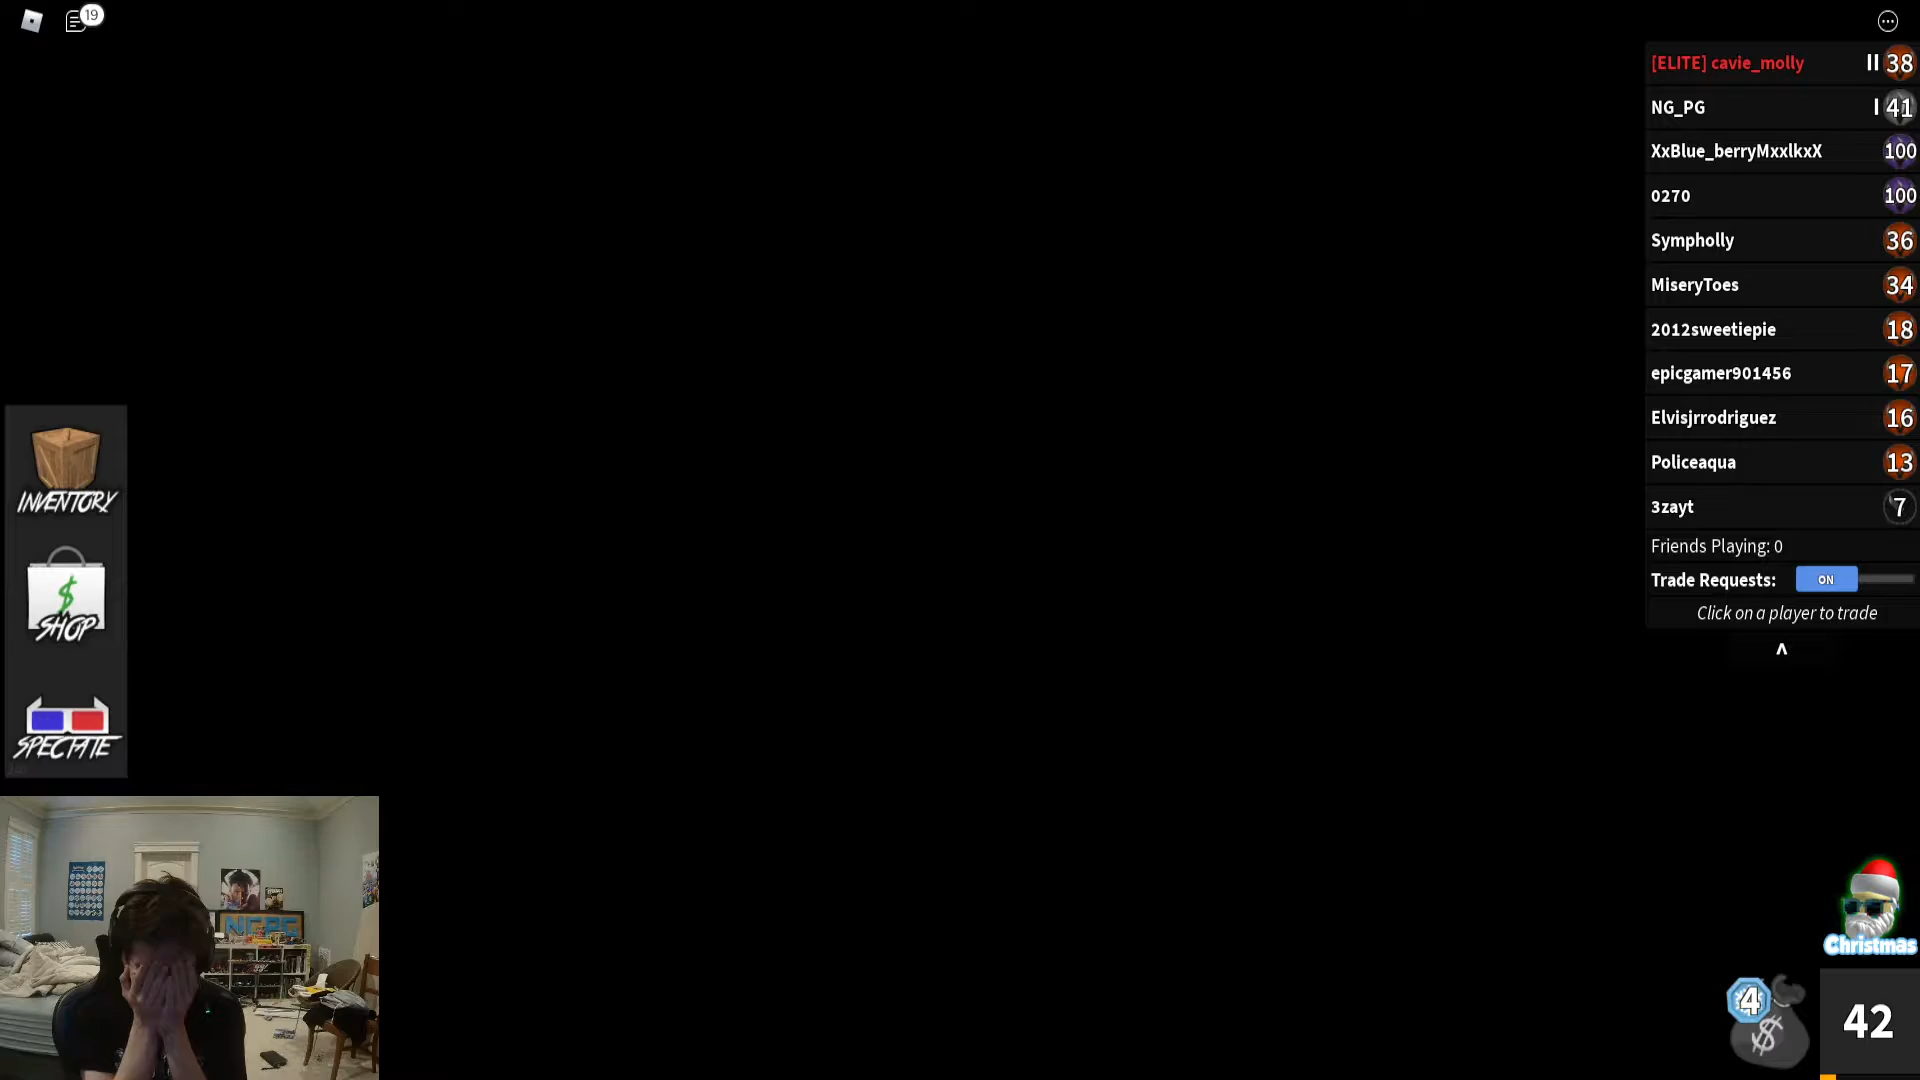 19
[ELITE] cavie_molly II 38
NG_PG I 41
XxBlue_berryMxxlkxX 100
0270 100
Sympholly 36
MiseryToes 34
2012sweetiepie 18
epicgamer901456 17
Elvisjrrodriguez 16
Policeaqua 13
3zayt 7
Friends Playing: 0
Trade Requests: ON
Click on a player to trade
INVENTORY
$
SHOP
SPECTATE
NGPG
Christmas
4
$
42